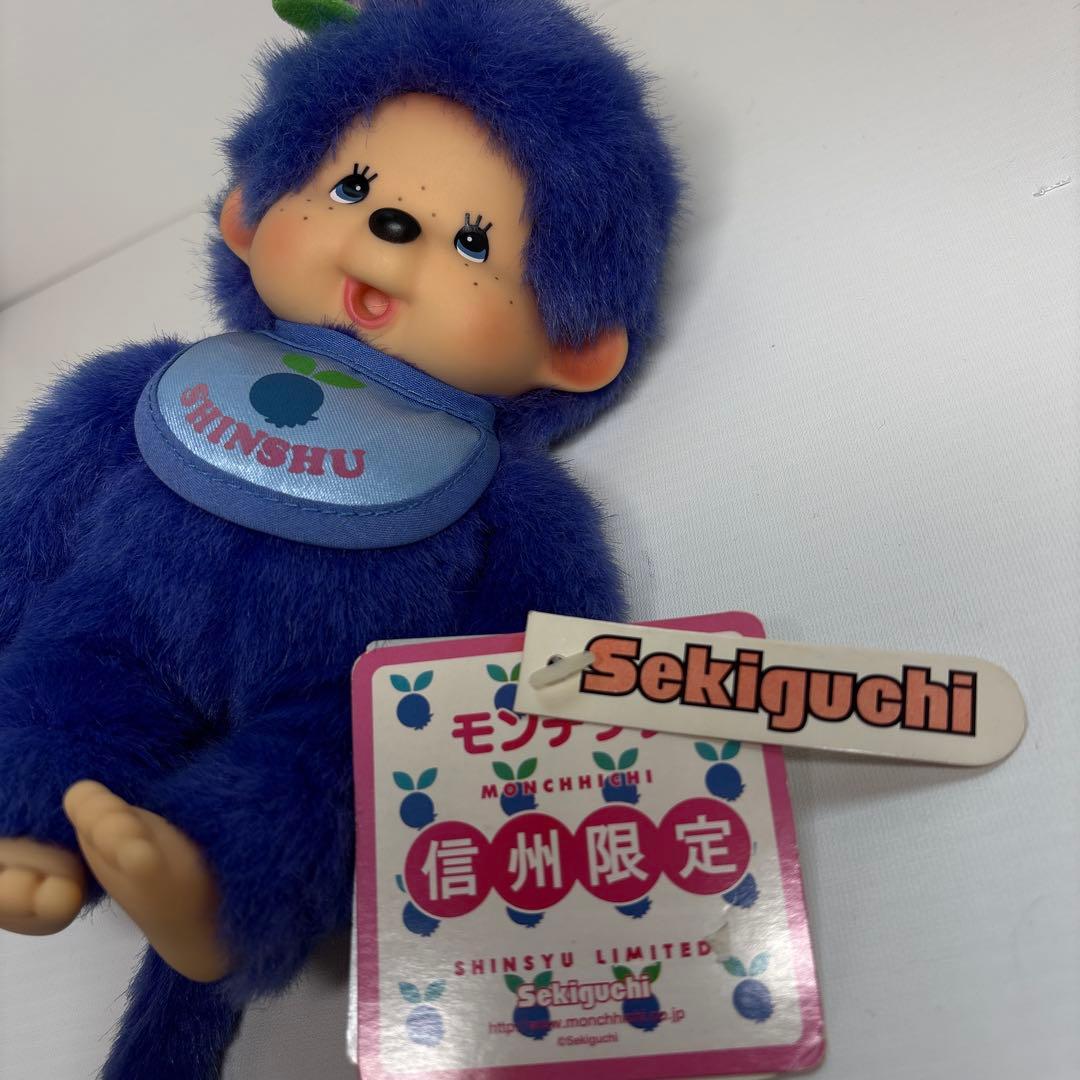 SHINSHU
Sekiguchi
モンチッチ
MONCHHICHI
信州限定
SHINSYU LIMITED
Sekiguchi
http://www.monchhichi.co.jp
©Sekiguchi